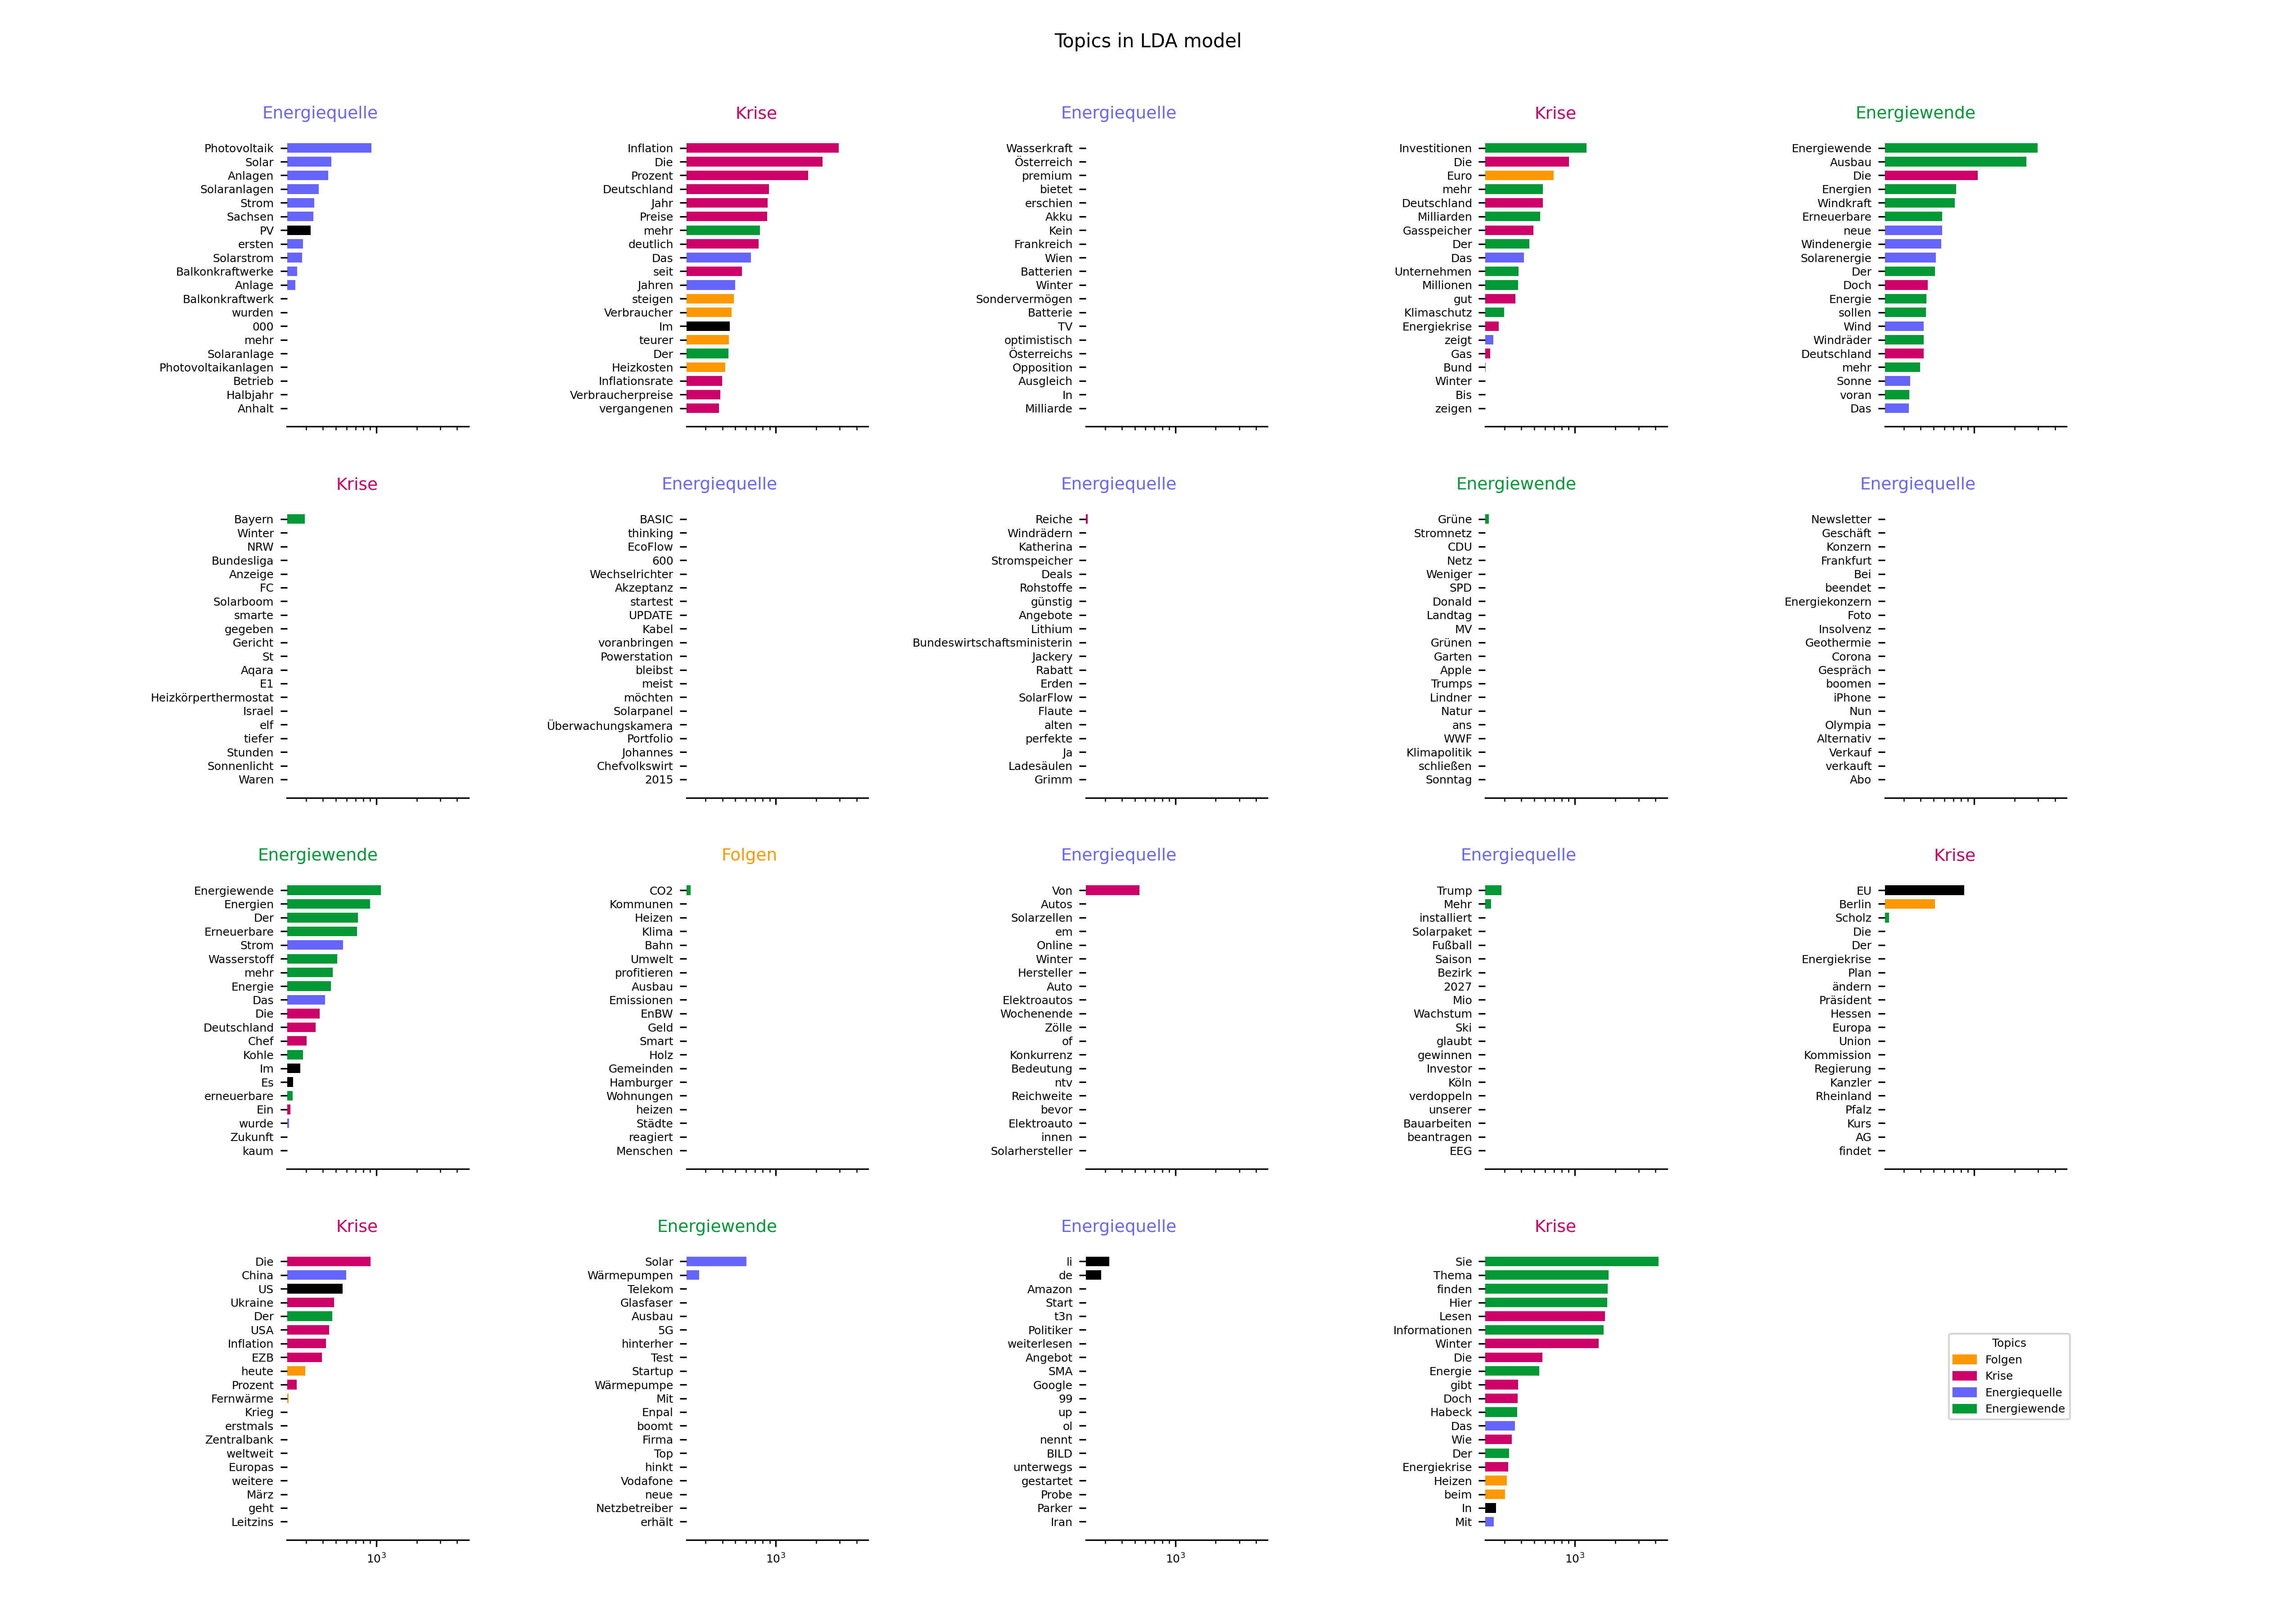 Topics in LDA model
Energiequelle
Photovoltaik
Solar
Anlagen
Solaranlagen
Strom
Sachsen
PV
ersten
Solarstrom
Balkonkraftwerke
Anlage
Balkonkraftwerk
wurden
000
mehr
Solaranlage
Photovoltaikanlagen
Betrieb
Halbjahr
Anhalt
Krise
Inflation
Die
Prozent
Deutschland
Jahr
Preise
mehr
deutlich
Das
seit
Jahren
steigen
Verbraucher
Im
teurer
Der
Heizkosten
Inflationsrate
Verbraucherpreise
vergangenen
Energiequelle
Wasserkraft
Österreich
premium
bietet
erschien
Akku
Kein
Frankreich
Wien
Batterien
Winter
Sondervermögen
Batterie
TV
optimistisch
Österreichs
Opposition
Ausgleich
In
Milliarde
Krise
Investitionen
Die
Euro
mehr
Deutschland
Milliarden
Gasspeicher
Der
Das
Unternehmen
Millionen
gut
Klimaschutz
Energiekrise
zeigt
Gas
Bund
Winter
Bis
zeigen
Energiewende
Energiewende
Ausbau
Die
Energien
Windkraft
Erneuerbare
neue
Windenergie
Solarenergie
Der
Doch
Energie
sollen
Wind
Windräder
Deutschland
mehr
Sonne
voran
Das
Krise
Bayern
Winter
NRW
Bundesliga
Anzeige
FC
Solarboom
smarte
gegeben
Gericht
St
Aqara
E1
Heizkörperthermostat
Israel
elf
tiefer
Stunden
Sonnenlicht
Waren
Energiequelle
BASIC
thinking
EcoFlow
600
Wechselrichter
Akzeptanz
startest
UPDATE
Kabel
voranbringen
Powerstation
bleibst
meist
möchten
Solarpanel
Überwachungskamera
Portfolio
Johannes
Chefvolkswirt
2015
Energiequelle
Reiche
Windrädern
Katherina
Stromspeicher
Deals
Rohstoffe
günstig
Angebote
Lithium
Bundeswirtschaftsministerin
Jackery
Rabatt
Erden
SolarFlow
Flaute
alten
perfekte
Ja
Ladesäulen
Grimm
Energiewende
Grüne
Stromnetz
CDU
Netz
Weniger
SPD
Donald
Landtag
MV
Grünen
Garten
Apple
Trumps
Lindner
Natur
ans
WWF
Klimapolitik
schließen
Sonntag
Energiequelle
Newsletter
Geschäft
Konzern
Frankfurt
Bei
beendet
Energiekonzern
Foto
Insolvenz
Geothermie
Corona
Gespräch
boomen
iPhone
Nun
Olympia
Alternativ
Verkauf
verkauft
Abo
Energiewende
Energiewende
Energien
Der
Erneuerbare
Strom
Wasserstoff
mehr
Energie
Das
Die
Deutschland
Chef
Kohle
Im
Es
erneuerbare
Ein
wurde
Zukunft
kaum
Folgen
CO2
Kommunen
Heizen
Klima
Bahn
Umwelt
profitieren
Ausbau
Emissionen
EnBW
Geld
Smart
Holz
Gemeinden
Hamburger
Wohnungen
heizen
Städte
reagiert
Menschen
Energiequelle
Von
Autos
Solarzellen
em
Online
Winter
Hersteller
Auto
Elektroautos
Wochenende
Zölle
of
Konkurrenz
Bedeutung
ntv
Reichweite
bevor
Elektroauto
innen
Solarhersteller
Energiequelle
Trump
Mehr
installiert
Solarpaket
Fußball
Saison
Bezirk
2027
Mio
Wachstum
Ski
glaubt
gewinnen
Investor
Köln
verdoppeln
unserer
Bauarbeiten
beantragen
EEG
Krise
EU
Berlin
Scholz
Die
Der
Energiekrise
Plan
ändern
Präsident
Hessen
Europa
Union
Kommission
Regierung
Kanzler
Rheinland
Pfalz
Kurs
AG
findet
Krise
Die
China
US
Ukraine
Der
USA
Inflation
EZB
heute
Prozent
Fernwärme
Krieg
erstmals
Zentralbank
weltweit
Europas
weitere
März
geht
Leitzins
10³
Energiewende
Solar
Wärmepumpen
Telekom
Glasfaser
Ausbau
5G
hinterher
Test
Startup
Wärmepumpe
Mit
Enpal
boomt
Firma
Top
hinkt
Vodafone
neue
Netzbetreiber
erhält
10³
Energiequelle
li
de
Amazon
Start
t3n
Politiker
weiterlesen
Angebot
SMA
Google
99
up
ol
nennt
BILD
unterwegs
gestartet
Probe
Parker
Iran
10³
Krise
Sie
Thema
finden
Hier
Lesen
Informationen
Winter
Die
Energie
gibt
Doch
Habeck
Das
Wie
Der
Energiekrise
Heizen
beim
In
Mit
10³
Topics
Folgen
Krise
Energiequelle
Energiewende